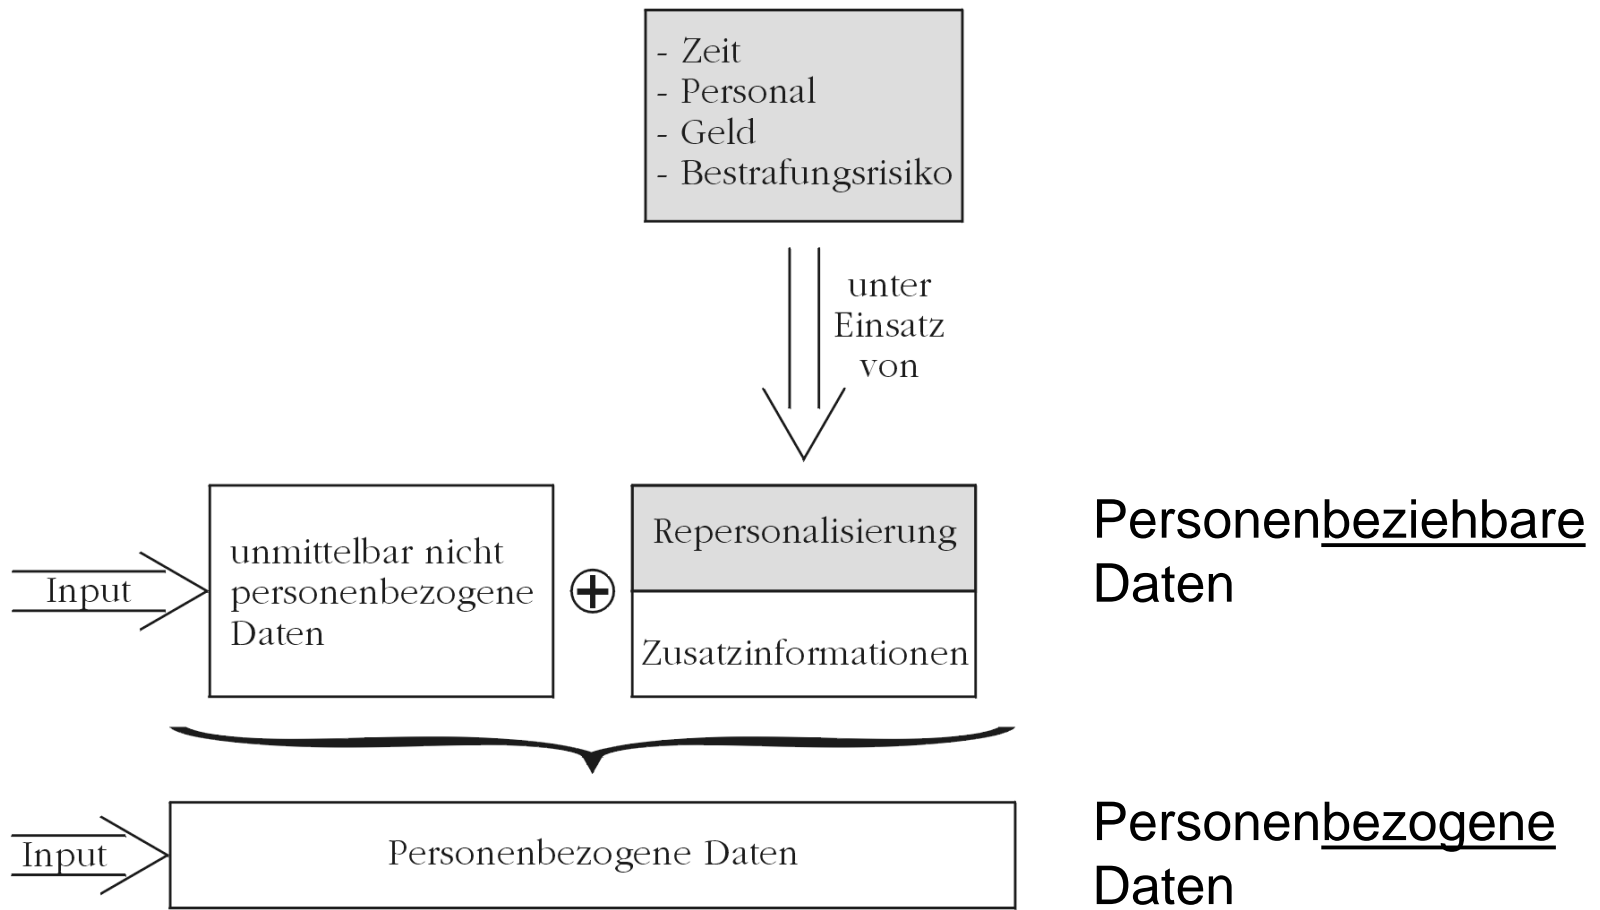 - Zeit
- Personal
- Geld
- Bestrafungsrisiko
unter
Einsatz
von
Input
unmittelbar nicht
personenbezogene
Daten
Repersonalisierung
Zusatzinformationen
Personenbeziehbare
Daten
Input
Personenbezogene Daten
Personenbezogene
Daten